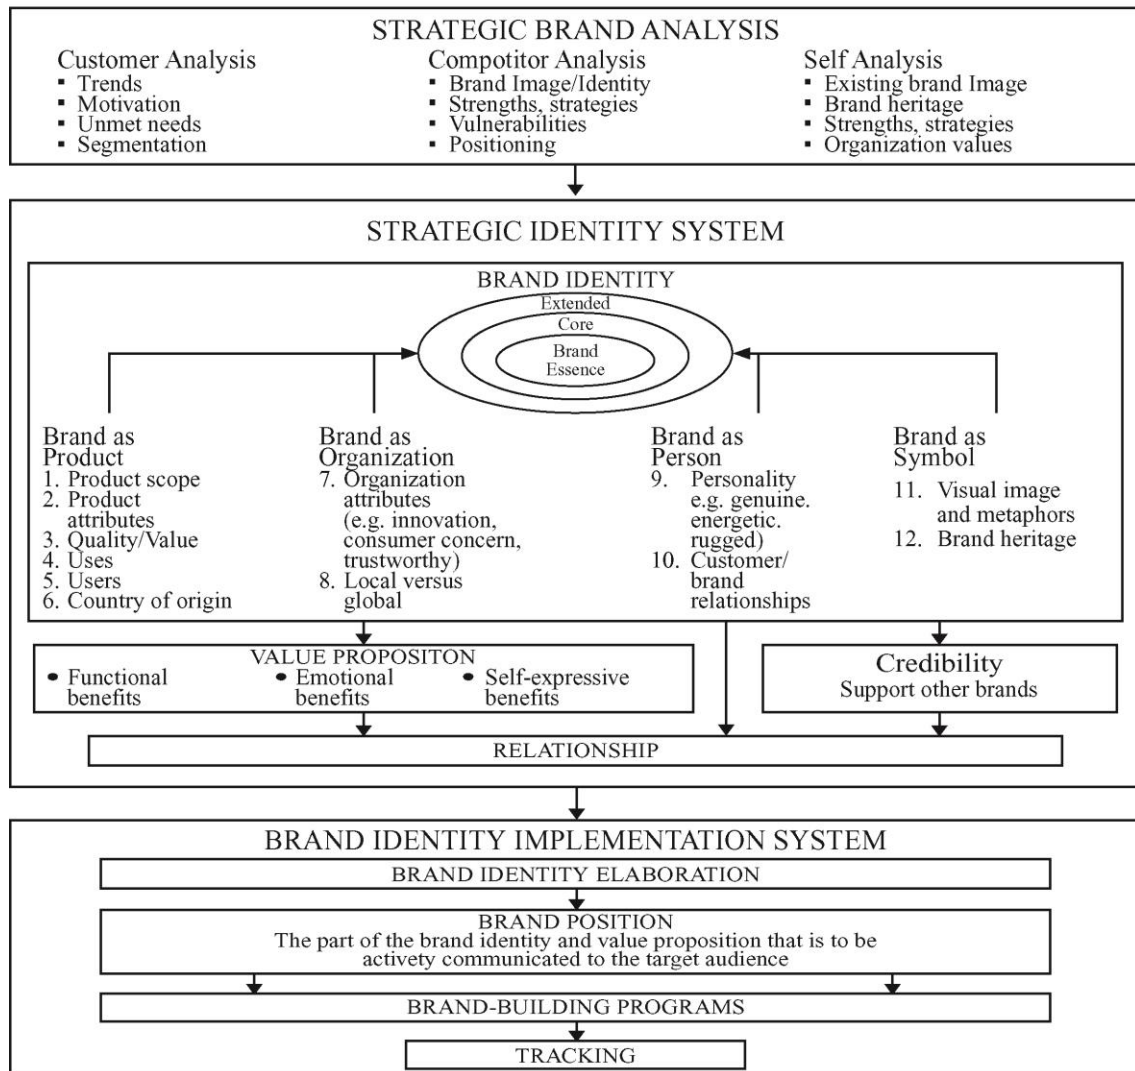 STRATEGIC BRAND ANALYSIS
Customer Analysis
▪ Trends
▪ Motivation
▪ Unmet needs
▪ Segmentation
Compotitor Analysis
▪ Brand Image/Identity
▪ Strengths, strategies
▪ Vulnerabilities
▪ Positioning
Self Analysis
▪ Existing brand Image
▪ Brand heritage
▪ Strengths, strategies
▪ Organization values
STRATEGIC IDENTITY SYSTEM
BRAND IDENTITY
Extended
Core
Brand
Essence
Brand as
Product
1. Product scope
2. Product
attributes
3. Quality/Value
4. Uses
5. Users
6. Country of origin
Brand as
Organization
7. Organization
attributes
(e.g. innovation,
consumer concern,
trustworthy)
8. Local versus
global
Brand as
Person
9. Personality
e.g. genuine.
energetic.
rugged)
10. Customer/
brand
relationships
Brand as
Symbol
11. Visual image
and metaphors
12. Brand heritage
VALUE PROPOSITON
• Functional
benefits
• Emotional
benefits
• Self-expressive
benefits
Credibility
Support other brands
RELATIONSHIP
BRAND IDENTITY IMPLEMENTATION SYSTEM
BRAND IDENTITY ELABORATION
BRAND POSITION
The part of the brand identity and value proposition that is to be
activety communicated to the target audience
BRAND-BUILDING PROGRAMS
TRACKING